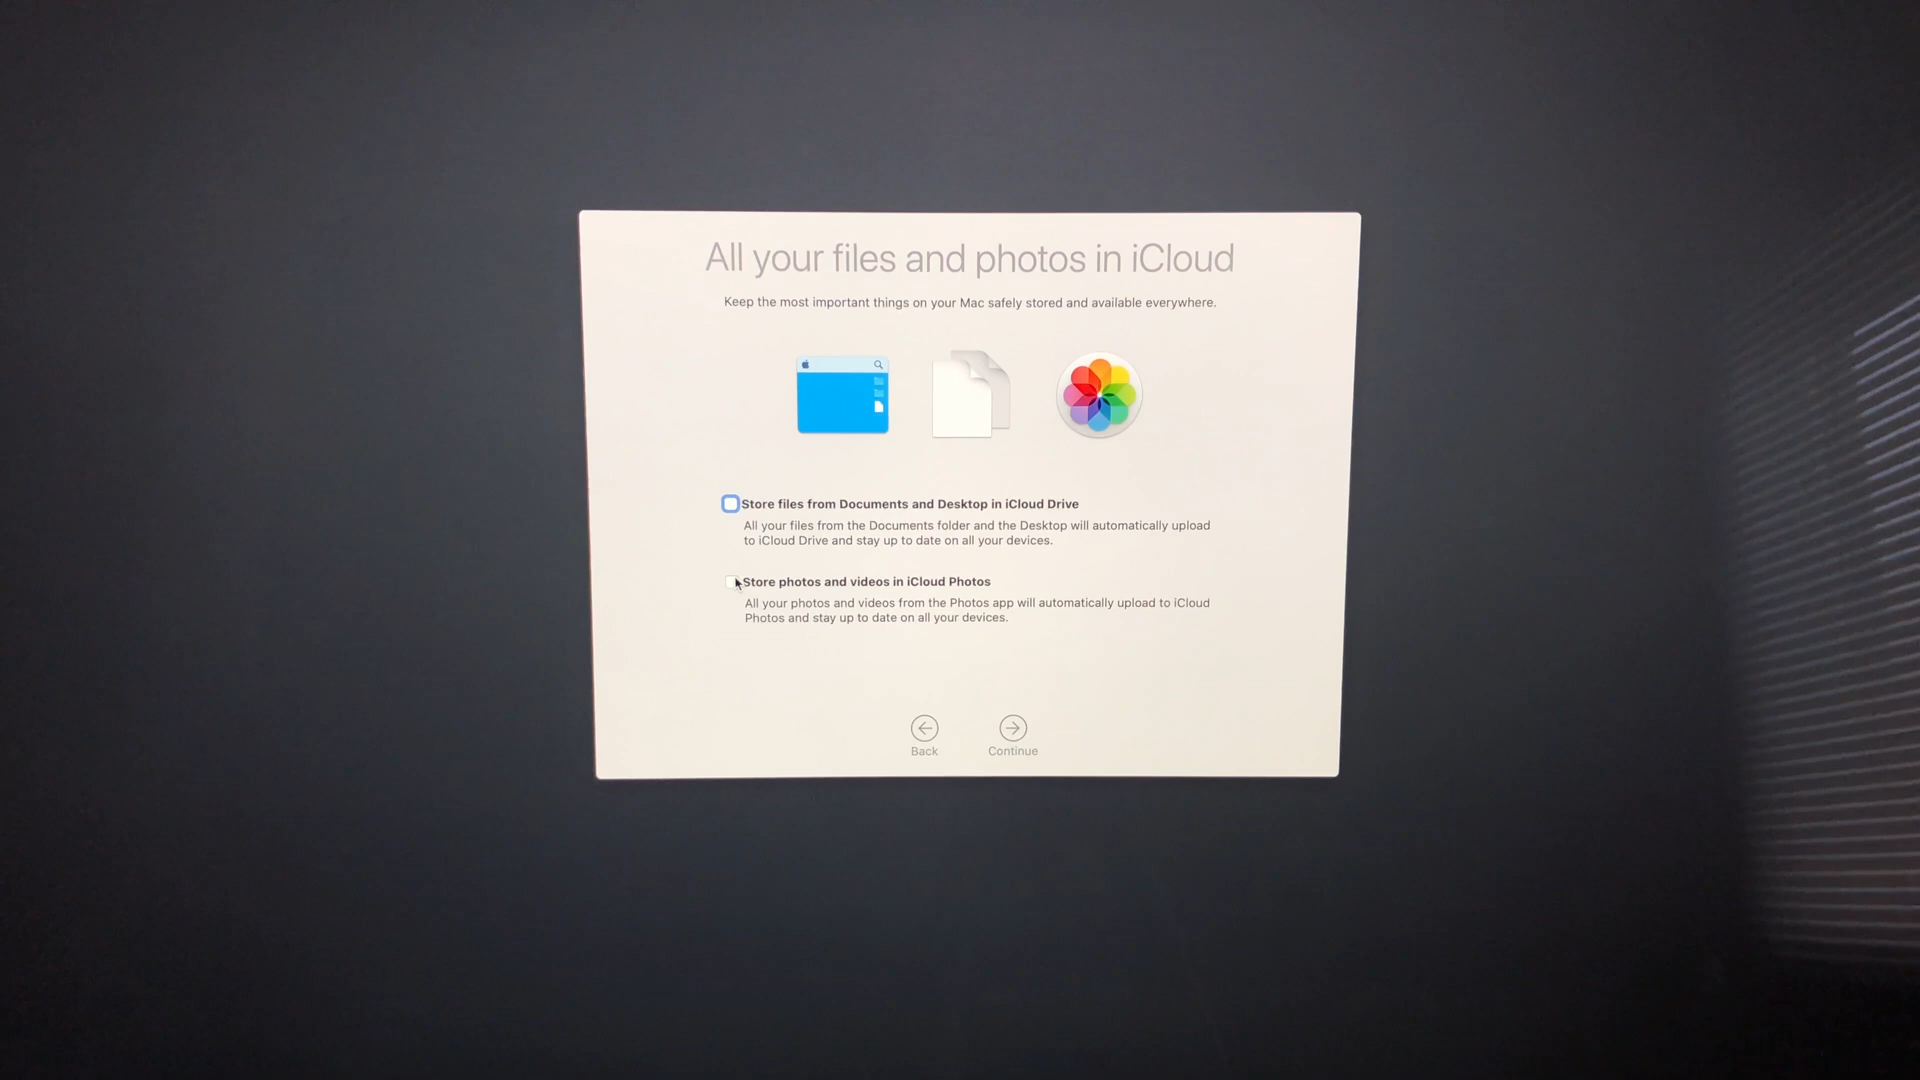 All your files and photos in iCloud
Keep the most important things on your Mac safely stored and available everywhere.
Store files from Documents and Desktop in iCloud Drive
All your files from the Documents folder and the Desktop will automatically upload
to iCloud Drive and stay up to date on all your devices.
Store photos and videos in iCloud Photos
All your photos and videos from the Photos app will automatically upload to iCloud
Photos and stay up to date on all your devices.
Back
Continue